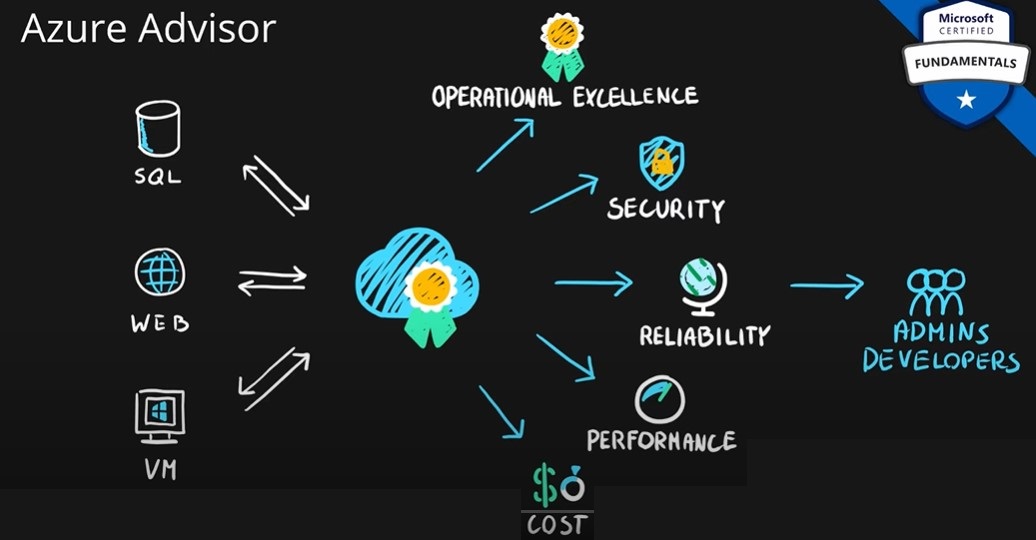 Azure Advisor
Microsoft
CERTIFIED
FUNDAMENTALS
OPERATIONAL EXCELLENCE
SQL
SECURITY
WEB
RELIABILITY
ADMINS
DEVELOPERS
PERFORMANCE
VM
$
COST